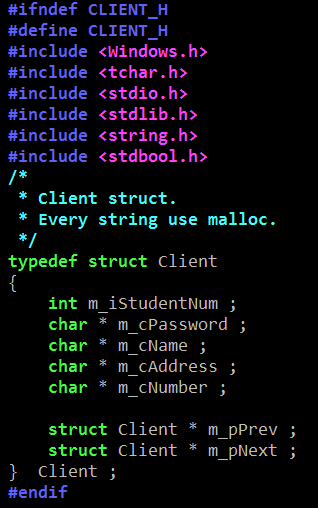 #ifndef CLIENT_H
#define CLIENT_H
#include <Windows.h>
#include <tchar.h>
#include <stdio.h>
#include <stdlib.h>
#include <string.h>
#include <stdbool.h>
/*
 * Client struct.
 * Every string use malloc.
 */
typedef struct Client
{
    int m_iStudentNum ;
    char * m_cPassword ;
    char * m_cName ;
    char * m_cAddress ;
    char * m_cNumber ;

    struct Client * m_pPrev ;
    struct Client * m_pNext ;
}  Client ;
#endif